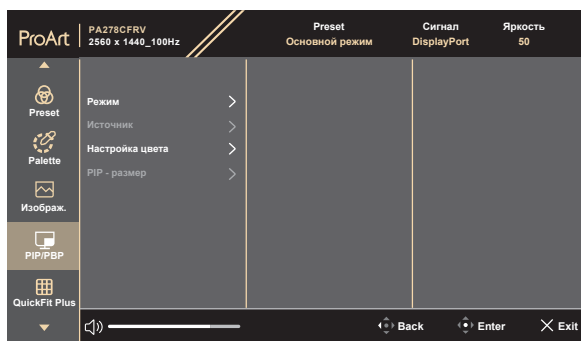 ProArt
PA278CFRV
2560 x 1440_100Hz
Preset
Основной режим
Сигнал
DisplayPort
Яркость
50
Preset
Palette
Изображ.
PIP/PBP
QuickFit Plus
Режим
Источник
Настройка цвета
PIP - размер
Back
Enter
Exit